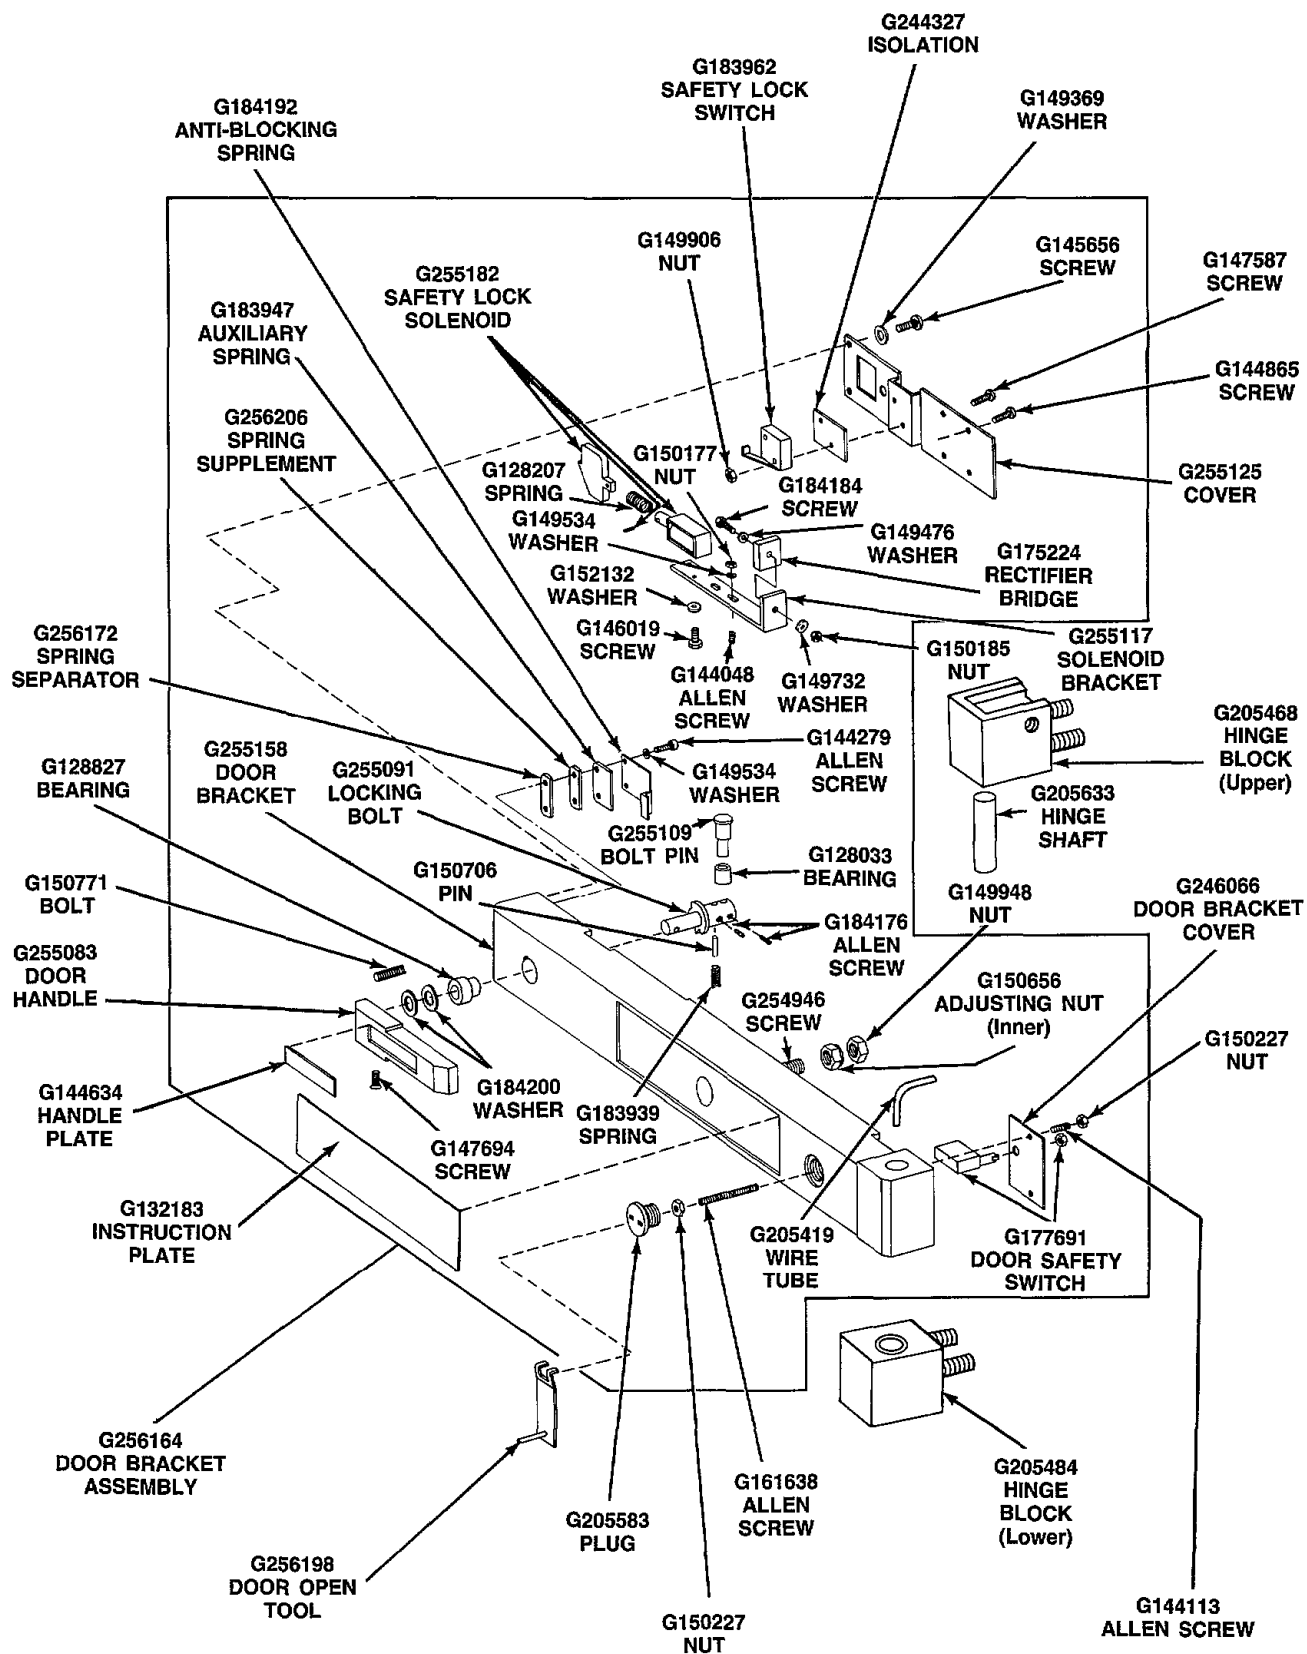 G244327
ISOLATION
G183962
SAFETY LOCK
SWITCH
G149369
WASHER
G184192
ANTI-BLOCKING
SPRING
G149906
NUT
G145656
SCREW
G147587
SCREW
G255182
SAFETY LOCK
SOLENOID
G183947
AUXILIARY
SPRING
G144865
SCREW
G256206
SPRING
SUPPLEMENT
G150177
NUT
G128207
SPRING
G184184
SCREW
G255125
COVER
G149534
WASHER
G149476
WASHER
G175224
RECTIFIER
BRIDGE
G152132
WASHER
G146019
SCREW
G256172
SPRING
SEPARATOR
G150185
NUT
G255117
SOLENOID
BRACKET
G144048
ALLEN
SCREW
G149732
WASHER
G205468
HINGE
BLOCK
(Upper)
G255158
DOOR
BRACKET
G144279
ALLEN
SCREW
G128827
BEARING
G255091
LOCKING
BOLT
G149534
WASHER
G205633
HINGE
SHAFT
G255109
BOLT PIN
G150706
PIN
G128033
BEARING
G150771
BOLT
G149948
NUT
G246066
DOOR BRACKET
COVER
G184176
ALLEN
SCREW
G255083
DOOR
HANDLE
G254946
SCREW
G150656
ADJUSTING NUT
(Inner)
G150227
NUT
G144634
HANDLE
PLATE
G184200
WASHER
G183939
SPRING
G147694
SCREW
G132183
INSTRUCTION
PLATE
G205419
WIRE
TUBE
G177691
DOOR SAFETY
SWITCH
G256164
DOOR BRACKET
ASSEMBLY
G205484
HINGE
BLOCK
(Lower)
G161638
ALLEN
SCREW
G205583
PLUG
G256198
DOOR OPEN
TOOL
G150227
NUT
G144113
ALLEN SCREW